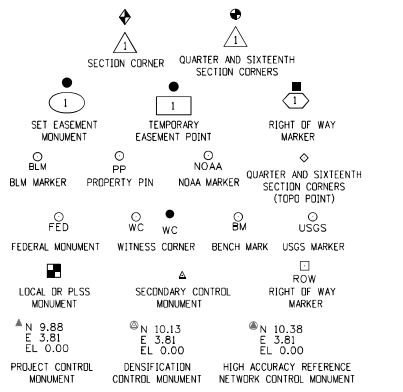 1 1
SECTION CORNER QUARTER AND SIXTEENTH
SECTION CORNERS
1 1 1
SET EASEMENT TEMPORARY RIGHT OF WAY
MONUMENT EASEMENT POINT MARKER
BLM PP NOAA
BLM MARKER PROPERTY PIN NOAA MARKER QUARTER AND SIXTEENTH
SECTION CORNERS
(TOPO POINT)
FED WC WC BM USGS
FEDERAL MONUMENT WITNESS CORNER BENCH MARK USGS MARKER
ROW
LOCAL OR PLSS SECONDARY CONTROL RIGHT OF WAY
MONUMENT MONUMENT MARKER
N 9.88 N 10.13 N 10.38
E 3.81 E 3.81 E 3.81
EL 0.00 EL 0.00 EL 0.00
PROJECT CONTROL DENSIFICATION HIGH ACCURACY REFERENCE
MONUMENT CONTROL MONUMENT NETWORK CONTROL MONUMENT